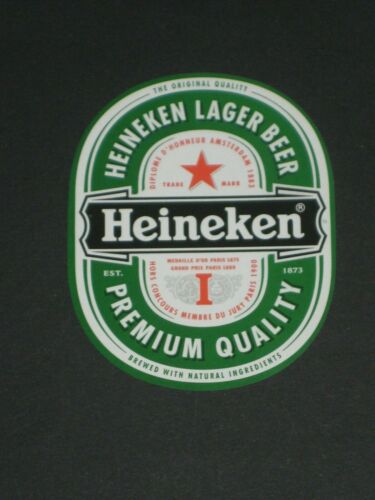 THE ORIGINAL QUALITY
HEINEKEN LAGER BEER
DIPLOME D'HONNEUR AMSTERDAM 1883
TRADE MARK
Heineken®
MEDAILLE D'OR PARIS 1875
GRAND PRIX PARIS 1889
EST. 1873
HORS CONCOURS MEMBRE DU JURY PARIS 1900
I
PREMIUM QUALITY
BREWED WITH NATURAL INGREDIENTS